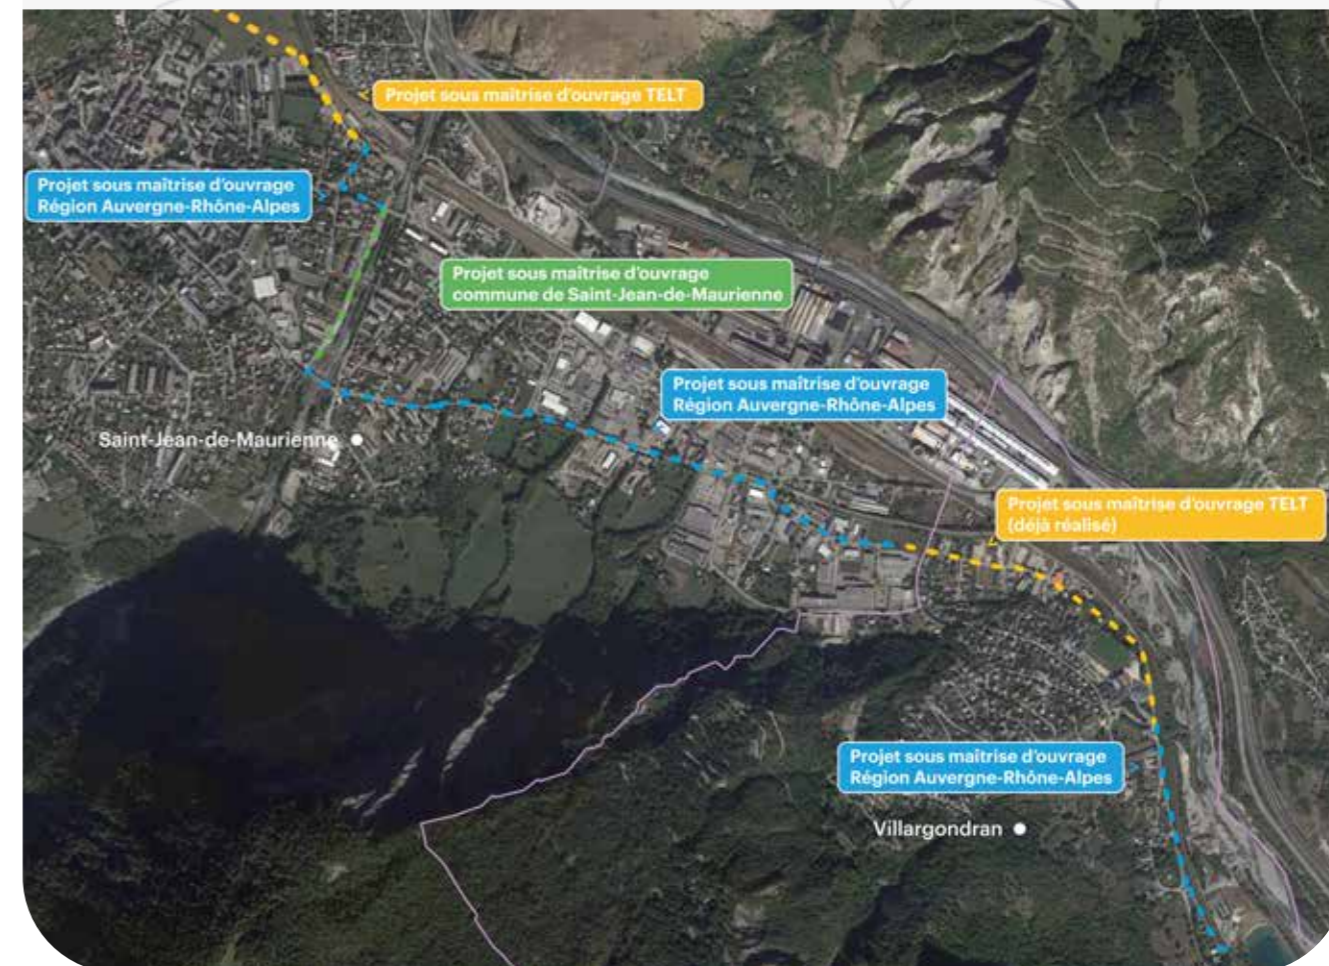 Projet sous maîtrise d'ouvrage TELT
Projet sous maîtrise d'ouvrage
Région Auvergne-Rhône-Alpes
Projet sous maîtrise d'ouvrage
commune de Saint-Jean-de-Maurienne
Projet sous maîtrise d'ouvrage
Région Auvergne-Rhône-Alpes
Saint-Jean-de-Maurienne
Projet sous maîtrise d'ouvrage TELT
(déjà réalisé)
Projet sous maîtrise d'ouvrage
Région Auvergne-Rhône-Alpes
Villargondran